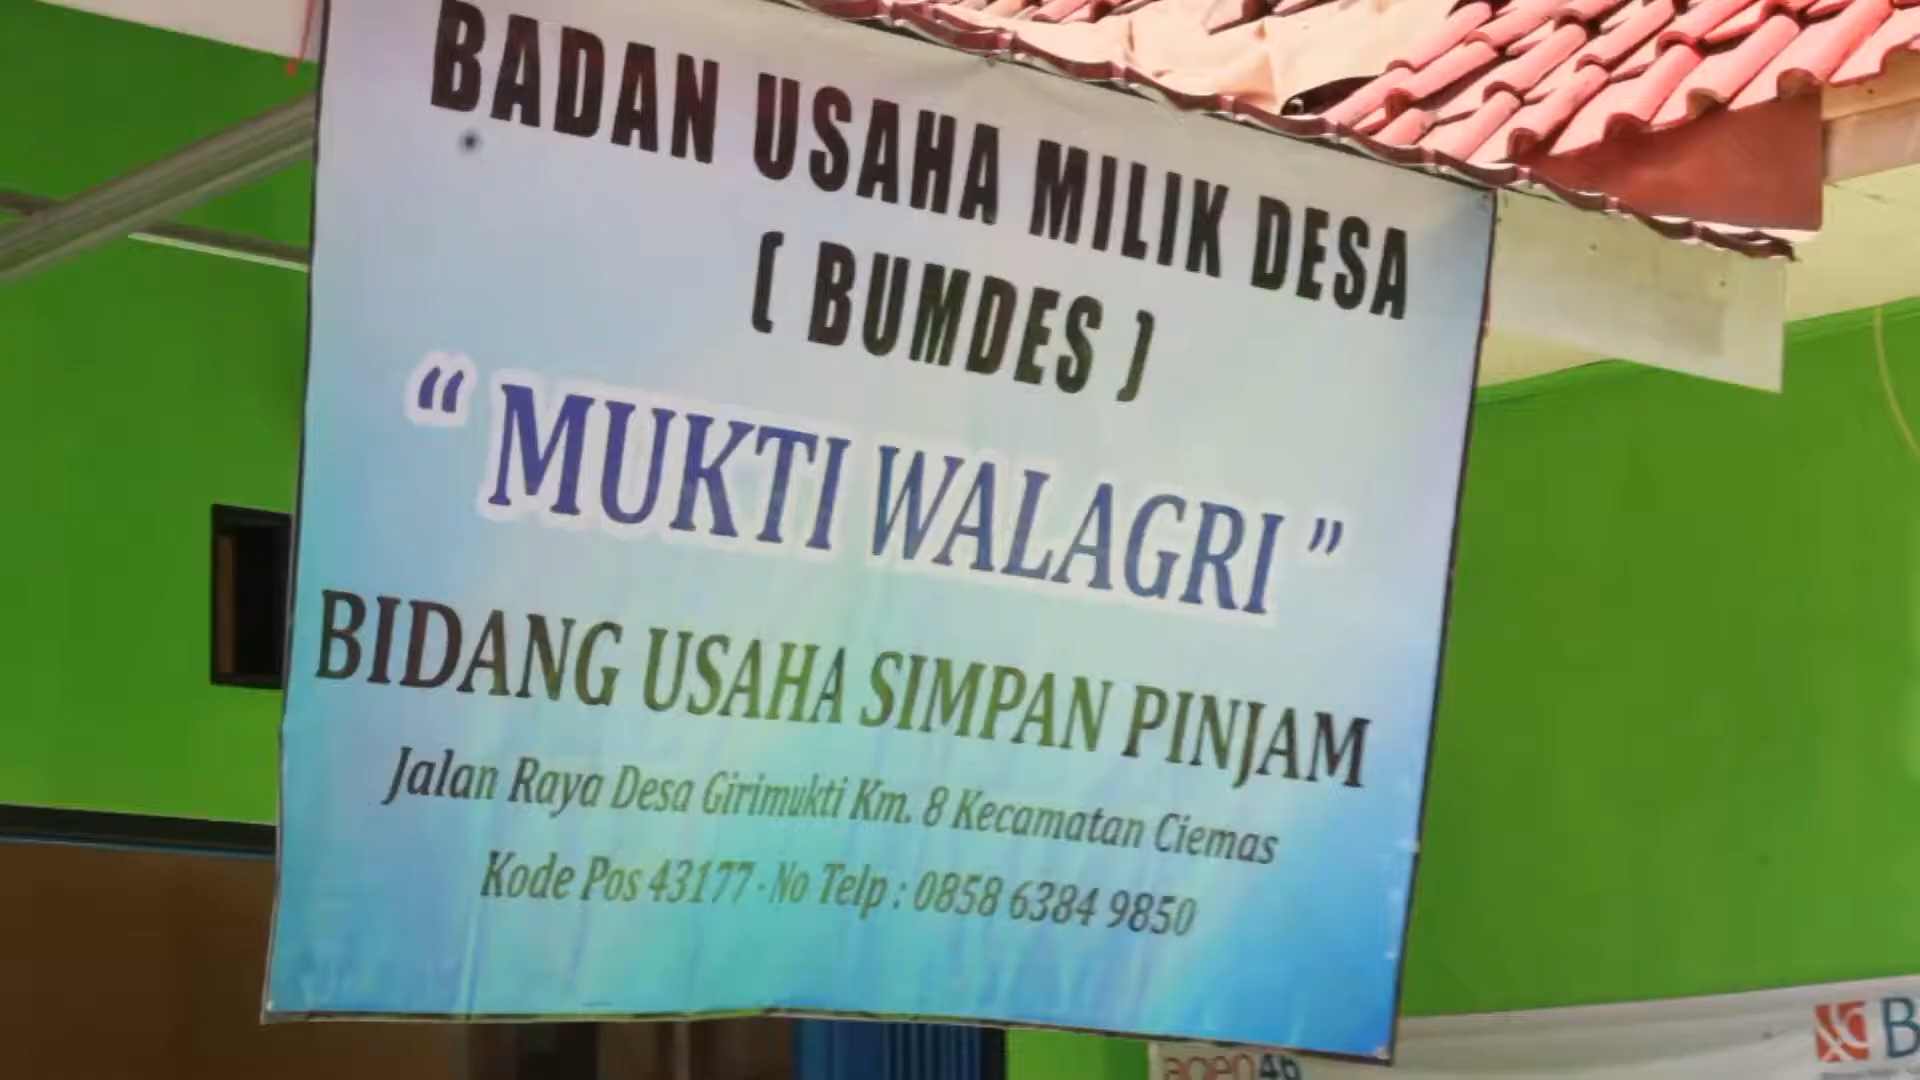 BADAN USAHA MILIK DESA
( BUMDES )
“ MUKTI WALAGRI ”
BIDANG USAHA SIMPAN PINJAM
Jalan Raya Desa Girimukti Km. 8 Kecamatan Ciemas
Kode Pos 43177 - No Telp : 0858 6384 9850
agen46